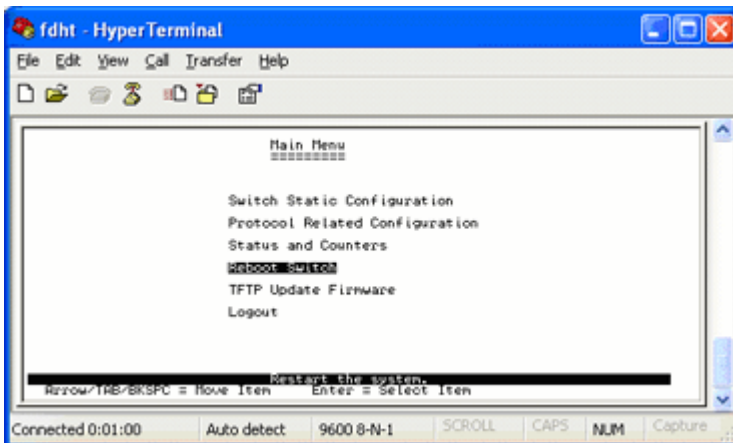 fdht - HyperTerminal
File Edit View Call Transfer Help
Main Menu
=========
Switch Static Configuration
Protocol Related Configuration
Status and Counters
Reboot Switch
TFTP Update Firmware
Logout
Restart the system.
Arrow/TAB/BKSPC = Move Item Enter = Select Item
Connected 0:01:00 Auto detect 9600 8-N-1 SCROLL CAPS NUM Capture